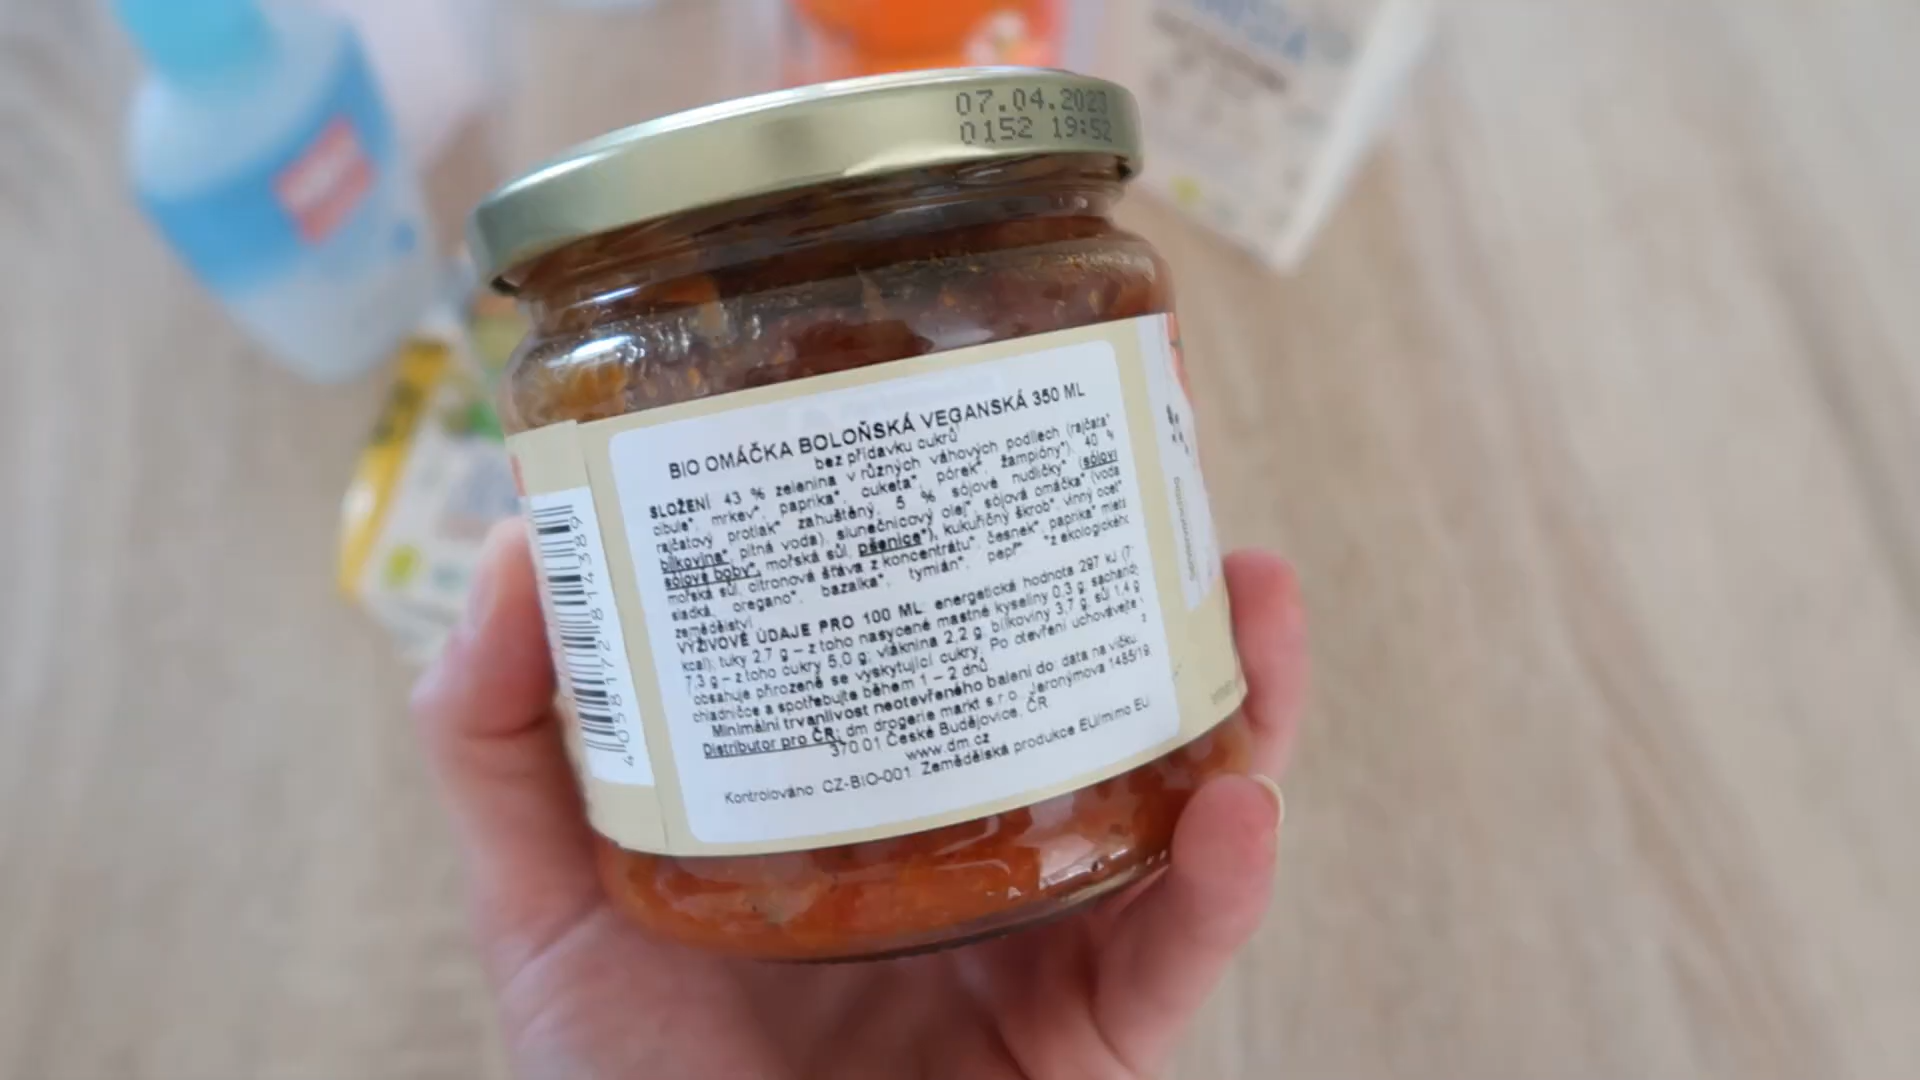 07.04.2023
0152 19:52
BIO OMÁČKA BOLOŇSKÁ VEGANSKÁ 350 ML
bez přídavku cukrů
SLOŽENÍ 43 % zelenina v různých váhových podílech (rajčata*
cibule*, mrkev*, paprika*, cuketa*, pórek*, žampióny*), 40 %
rajčatový protlak* zahuštěný, 5 % sójové nudličky* (sójová
bílkovina*, pitná voda), slunečnicový olej*, sójová omáčka* (voda
sójové boby*, mořská sůl, pšenice*), kukuřičný škrob*, vinný ocet*
mořská sůl, citronová šťáva z koncentrátu*, česnek*, paprika* mletá
sladká, oregano*, bazalka*, tymián*, pepř* *z ekologického
zemědělství
VÝŽIVOVÉ ÚDAJE PRO 100 ML: energetická hodnota 297 kJ (7
kcal); tuky 2,7 g – z toho nasycené mastné kyseliny 0,3 g; sacharid
7,3 g – z toho cukry 5,0 g; vláknina 2,2 g; bílkoviny 3,7 g; sůl 1,4 g
obsahuje přirozeně se vyskytující cukry. Po otevření uchovávejte v
chladničce a spotřebujte během 1 – 2 dnů
Minimální trvanlivost neotevřeného balení do: data na víčku.
Distributor pro ČR: dm drogerie markt s.r.o. Jeronýmova 1485/19
370 01 České Budějovice, ČR
www.dm.cz
Kontrolováno: CZ-BIO-001. Zemědělská produkce EU/mimo EU
4 058172 814389